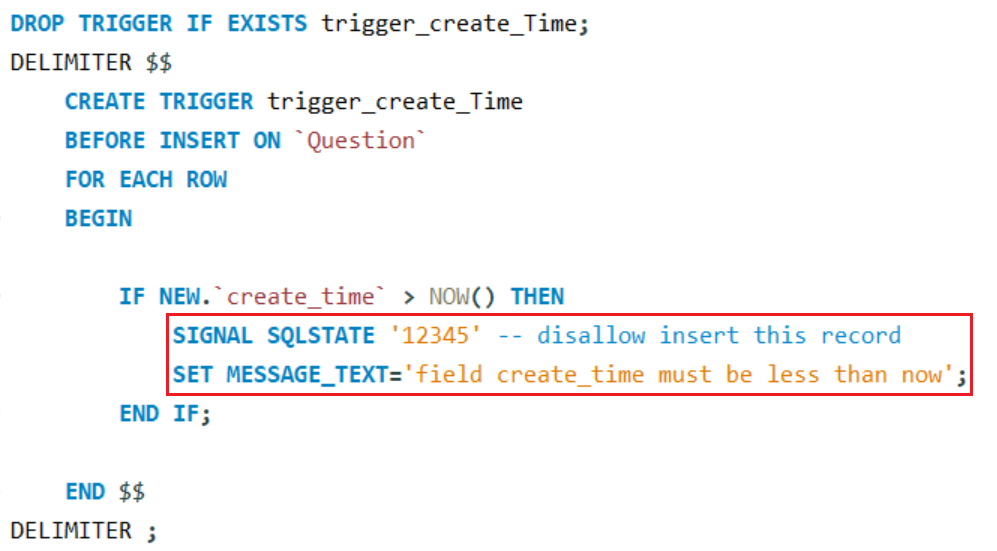 DROP TRIGGER IF EXISTS trigger_create_Time;
DELIMITER $$
CREATE TRIGGER trigger_create_Time
BEFORE INSERT ON `Question`
FOR EACH ROW
BEGIN
IF NEW.`create_time` > NOW() THEN
SIGNAL SQLSTATE '12345' -- disallow insert this record
SET MESSAGE_TEXT='field create_time must be less than now';
END IF;
END $$
DELIMITER ;